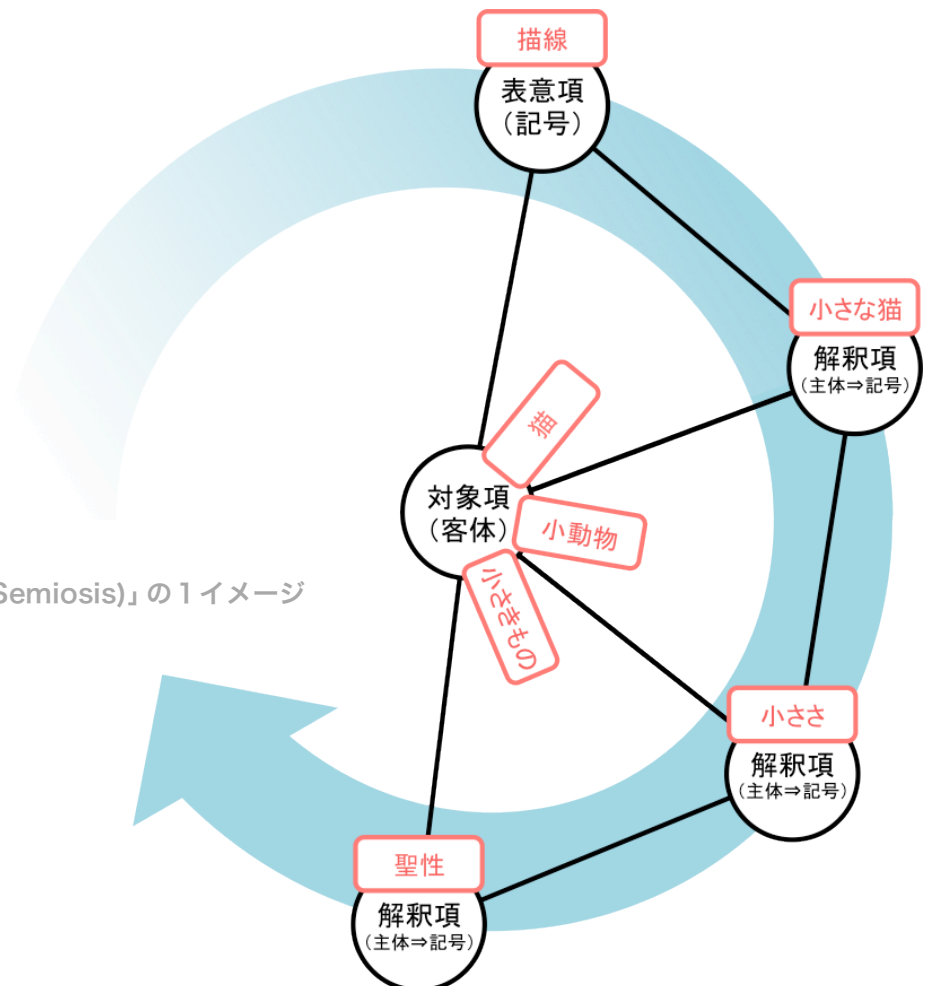 描線
表意項
（記号）
小さな猫
解釈項
（主体⇒記号）
猫
対象項
（客体）
小動物
小さきもの
Semiosis)」の１イメージ
小ささ
解釈項
（主体⇒記号）
聖性
解釈項
（主体⇒記号）